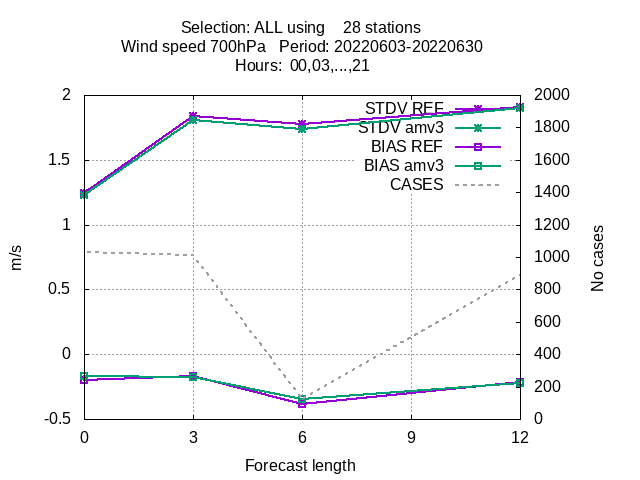 Selection: ALL using    28 stations
Wind speed 700hPa   Period: 20220603-20220630
Hours:  00,03,...,21
2
1.5
1
0.5
0
-0.5
m/s
STDV REF
STDV amv3
BIAS REF
BIAS amv3
CASES
2000
1800
1600
1400
1200
1000
800
600
400
200
0
No cases
0 3 6 9 12
Forecast length